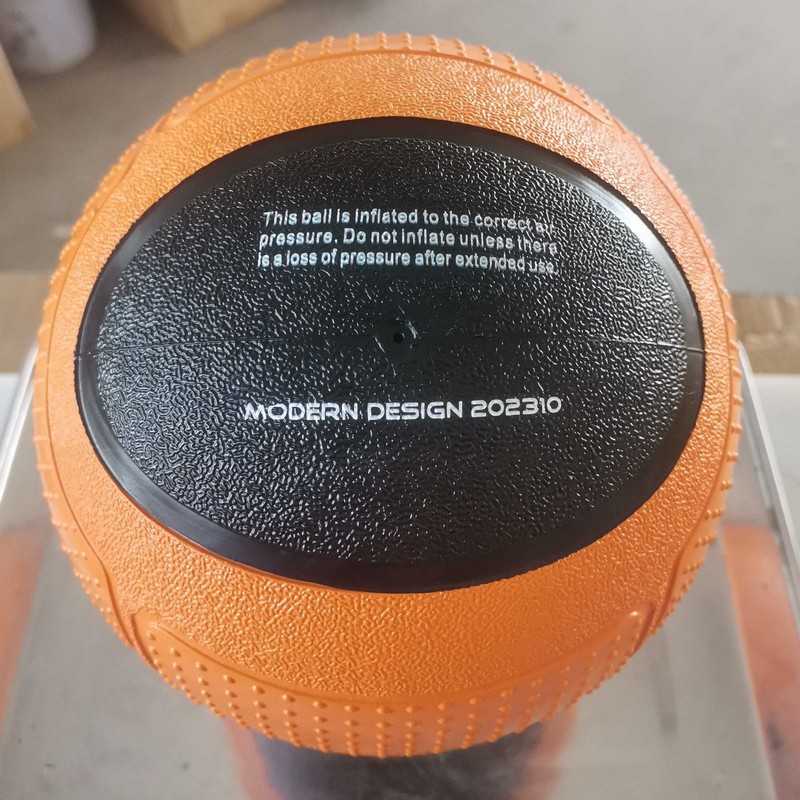 This ball is inflated to the correct air
pressure. Do not inflate unless there
is a loss of pressure after extended use.
MODERN DESIGN 202310